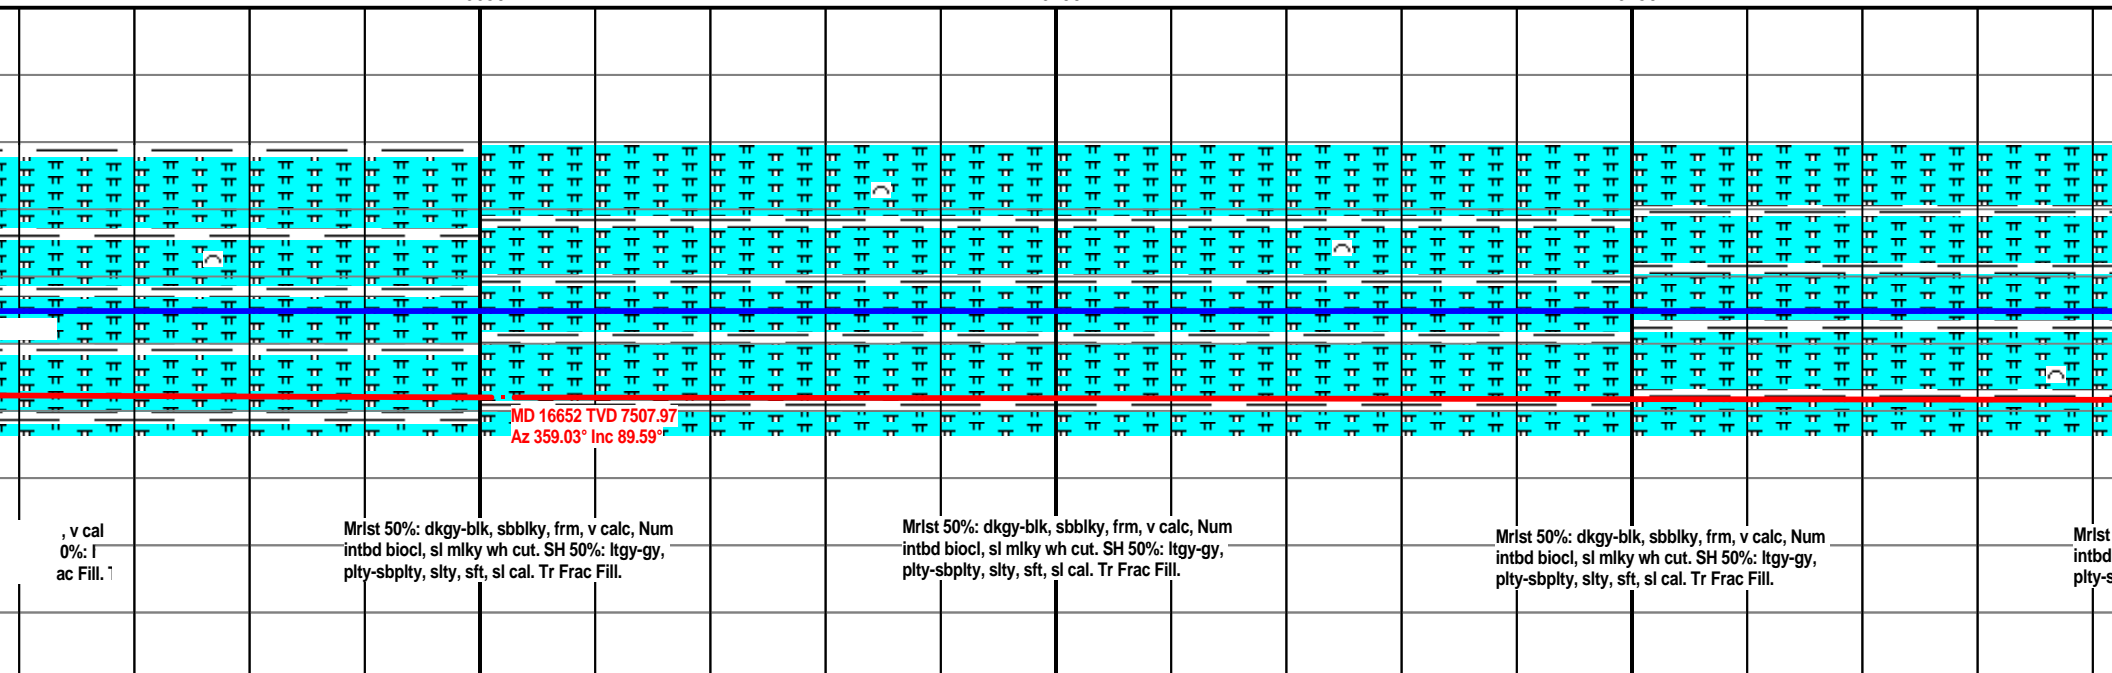 MD 16652 TVD 7507.97
Az 359.03° Inc 89.59°
, v cal
0%: l
ac Fill.
Mrlst 50%: dkgy-blk, sbblky, frm, v calc, Num
intbd biocl, sl mlky wh cut. SH 50%: ltgy-gy,
plty-sbplty, slty, sft, sl cal. Tr Frac Fill.
Mrlst 50%: dkgy-blk, sbblky, frm, v calc, Num
intbd biocl, sl mlky wh cut. SH 50%: ltgy-gy,
plty-sbplty, slty, sft, sl cal. Tr Frac Fill.
Mrlst 50%: dkgy-blk, sbblky, frm, v calc, Num
intbd biocl, sl mlky wh cut. SH 50%: ltgy-gy,
plty-sbplty, slty, sft, sl cal. Tr Frac Fill.
Mrlst
intbd
plty-s